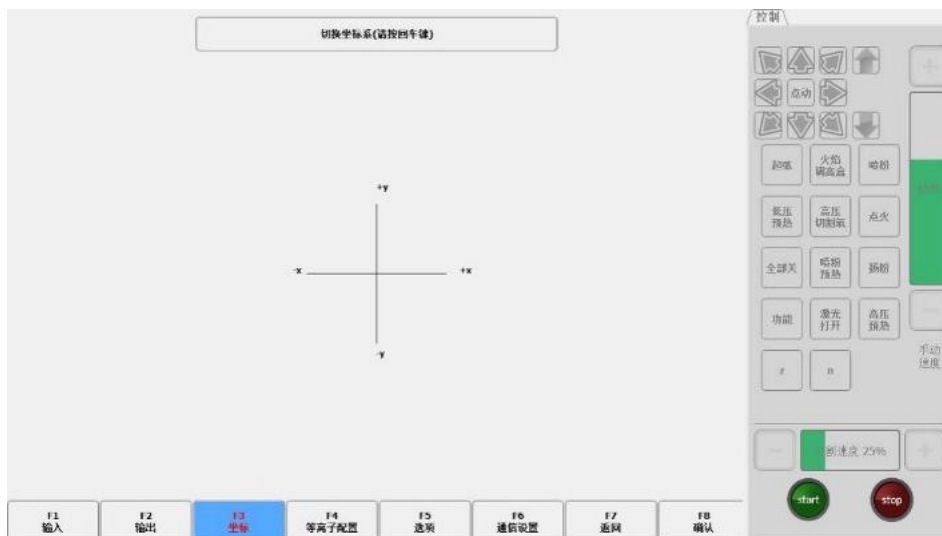 切换坐标系(请按回车键)
+y
-x
+x
-y
控制
点动
起弧
火焰
调高盒
喷粉
低压
预热
高压
切割氧
点火
全部关
喷粉
预热
扬粉
功能
激光
打开
高压
预热
手动
速度
z
n
切割速度 25%
start
stop
F1
输入
F2
输出
F3
坐标
F4
等离子配置
F5
选项
F6
通信设置
F7
返回
F8
确认